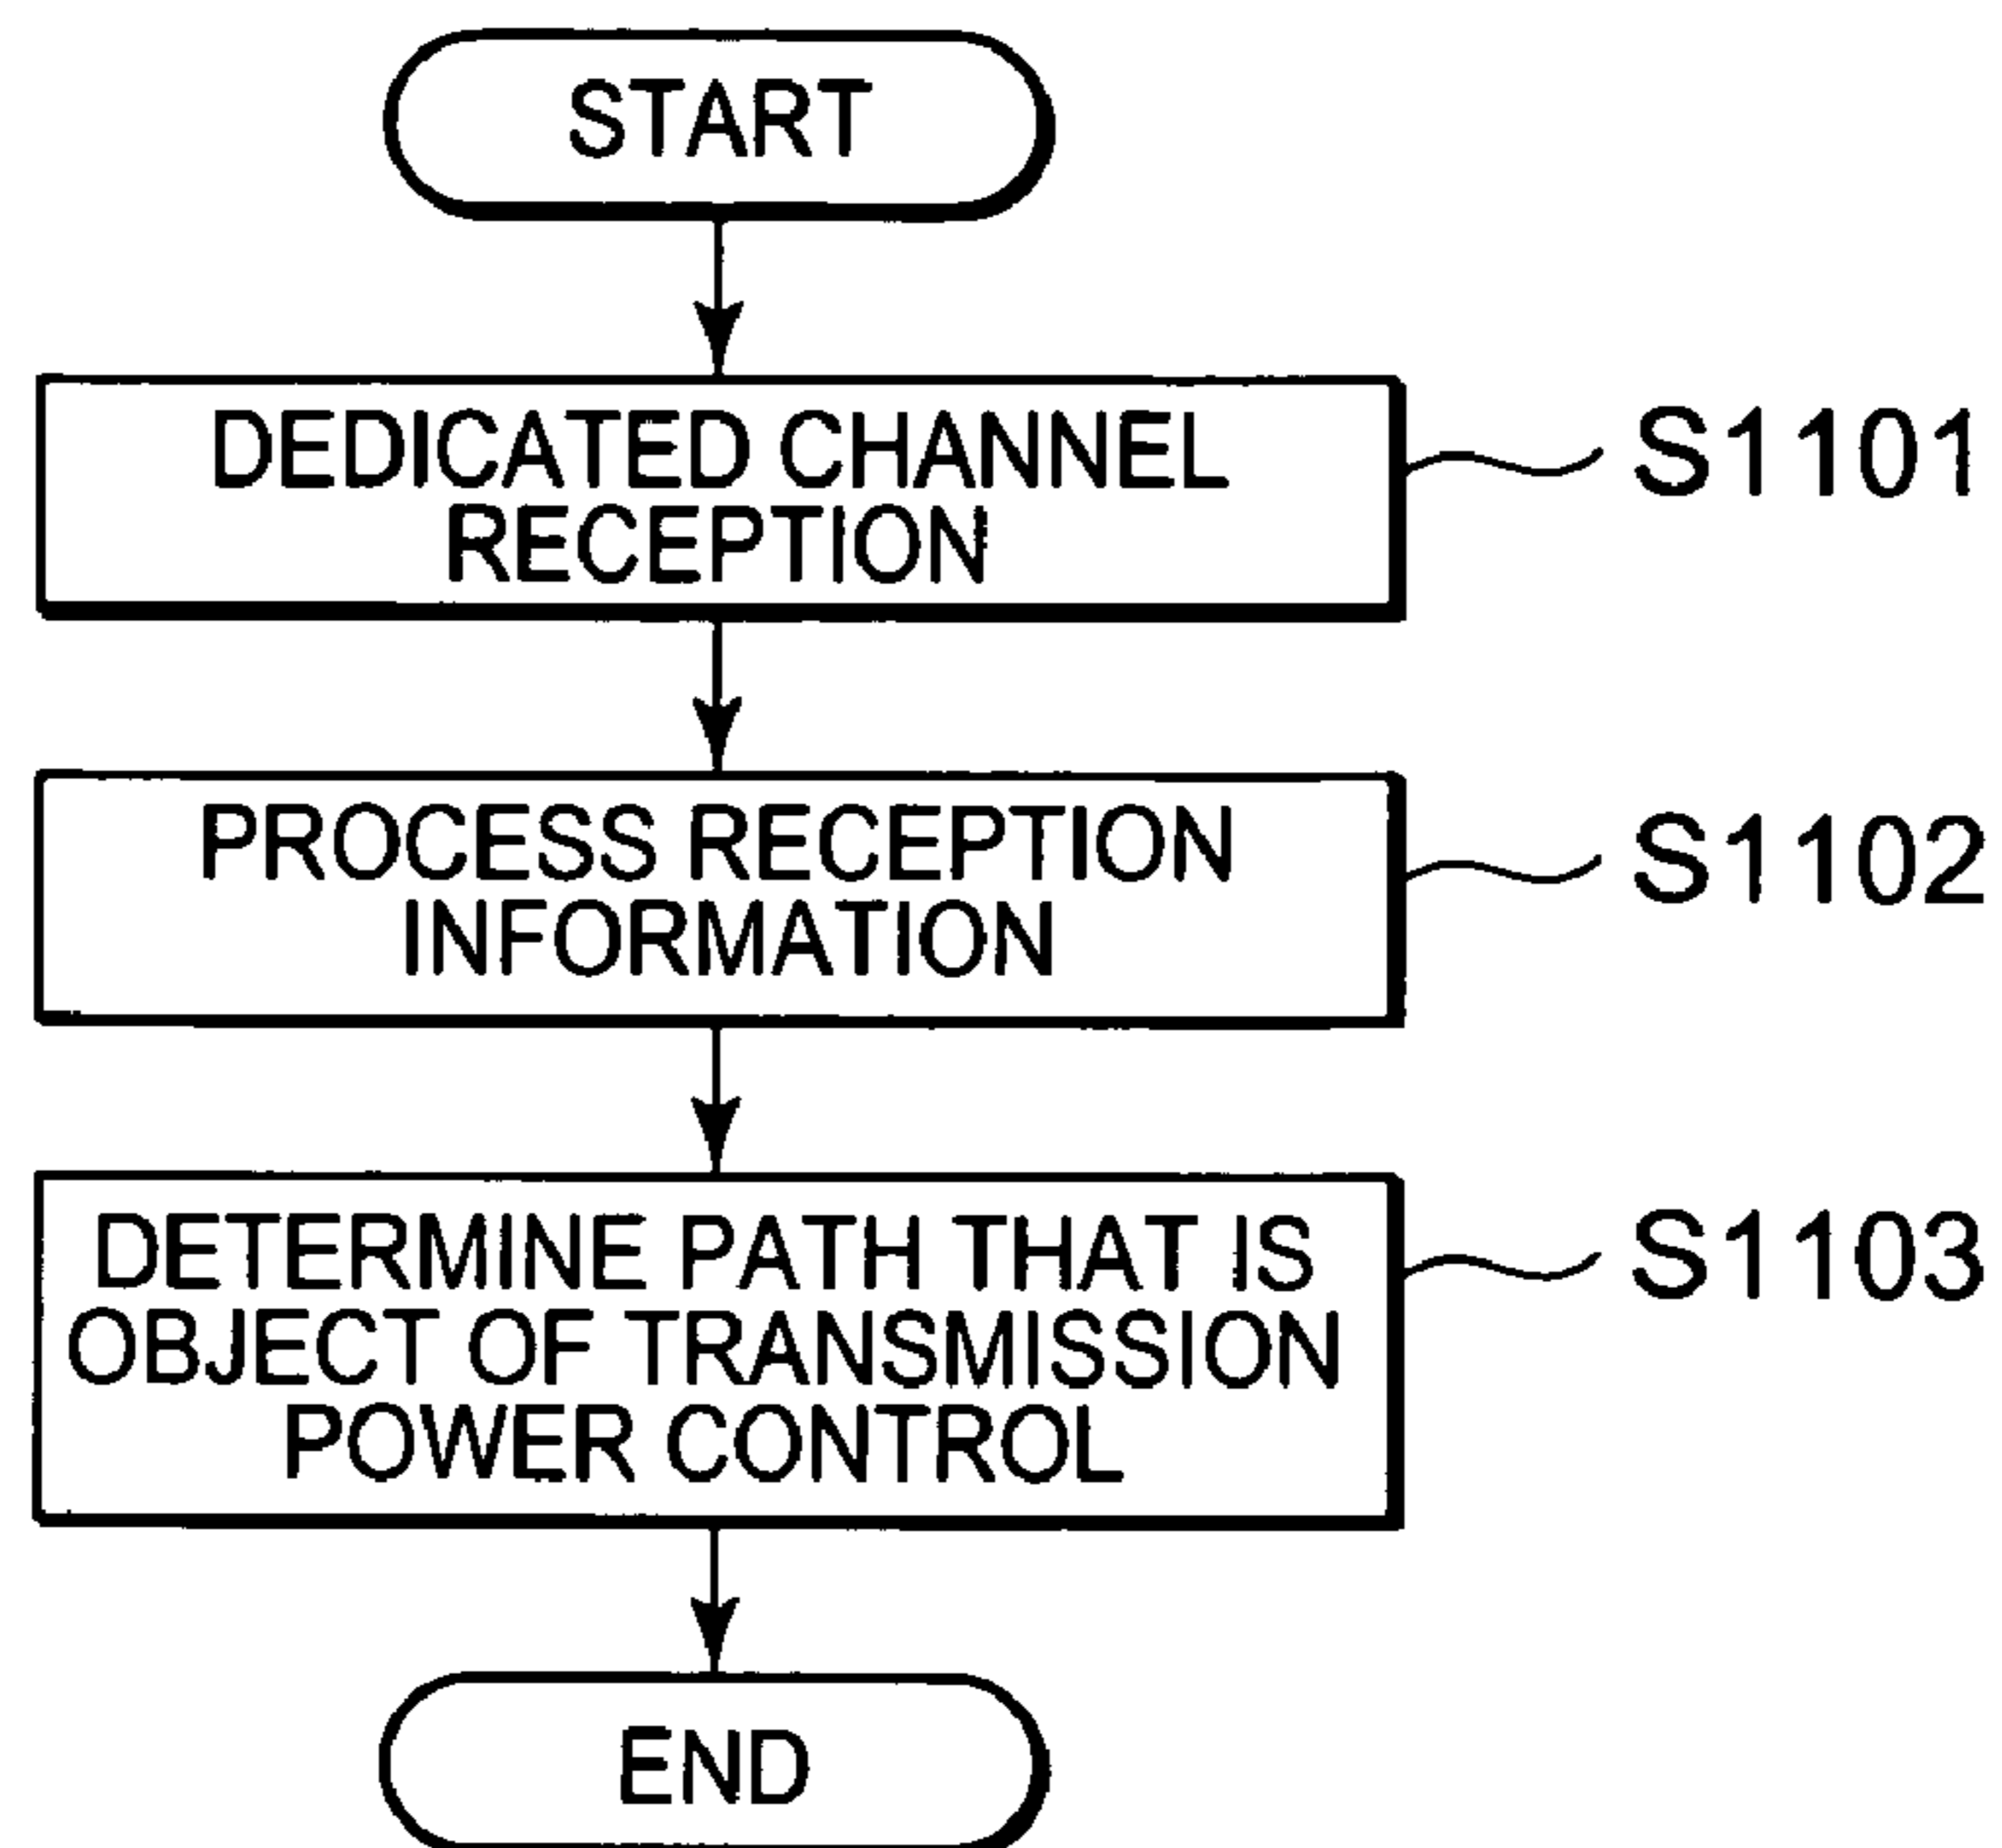 START
DEDICATED CHANNEL
RECEPTION
S1101
PROCESS RECEPTION
INFORMATION
S1102
DETERMINE PATH THAT IS
OBJECT OF TRANSMISSION
POWER CONTROL
S1103
END